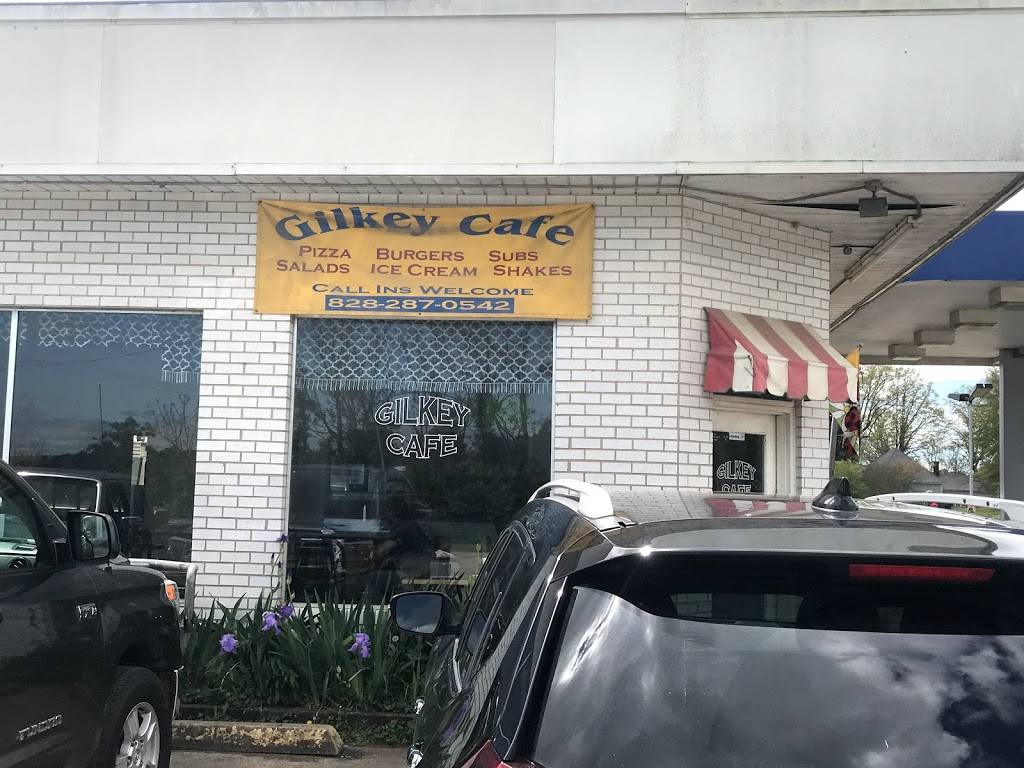 Gilkey Cafe
PIZZA BURGERS SUBS
SALADS ICE CREAM SHAKES
CALL INS WELCOME
828-287-0542
GILKEY
CAFE
GILKEY
CAFE
TUNDRA